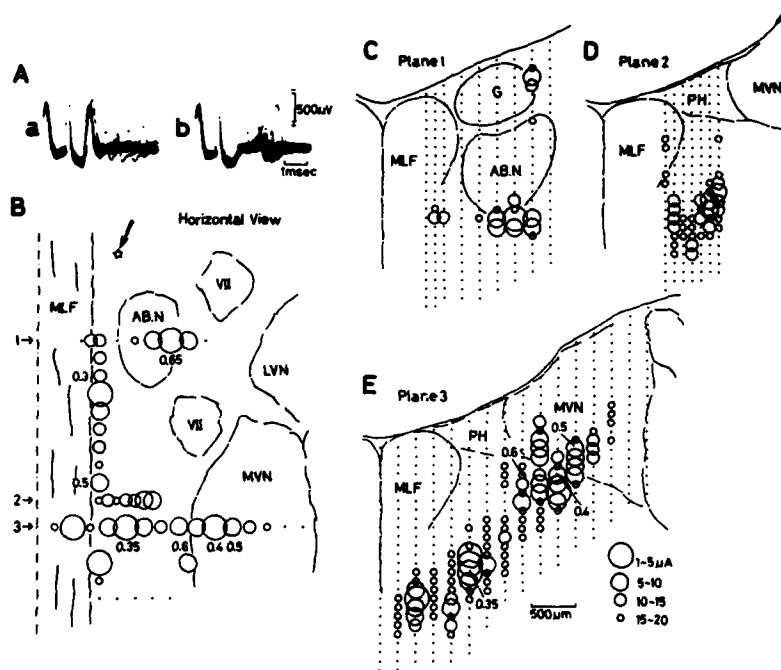 A
a
b
500μV
1msec
B
Horizontal View
MLF
AB.N
VII
LVN
VII
MVN
1→
0.65
0.3
0.5
2→
3→
0.35
0.6
0.4
0.5
C
Plane 1
G
MLF
AB.N
D
Plane 2
PH
MVN
MLF
E
Plane 3
MVN
PH
MLF
0.5
0.6
0.4
0.35
500μm
1-5μA
5-10
10-15
15-20